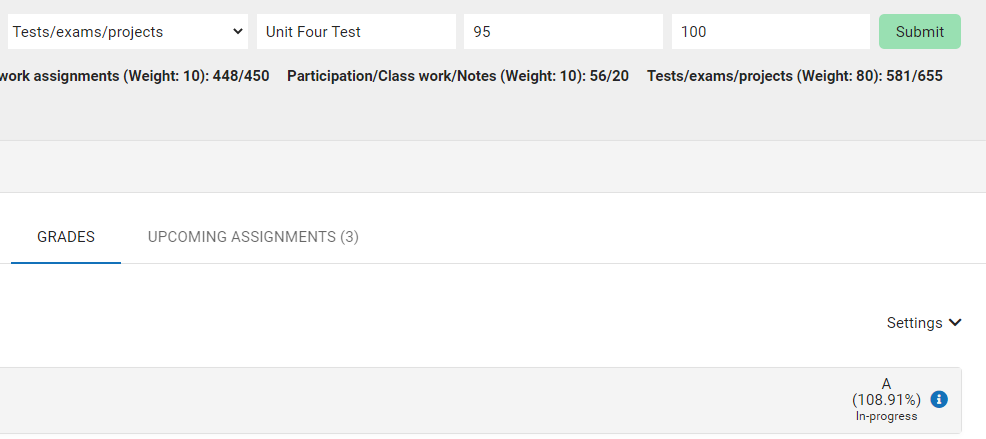 Tests/exams/projects Unit Four Test 95 100 Submit
work assignments (Weight: 10): 448/450 Participation/Class work/Notes (Weight: 10): 56/20 Tests/exams/projects (Weight: 80): 581/655
GRADES UPCOMING ASSIGNMENTS (3)
Settings
A
(108.91%)
In-progress